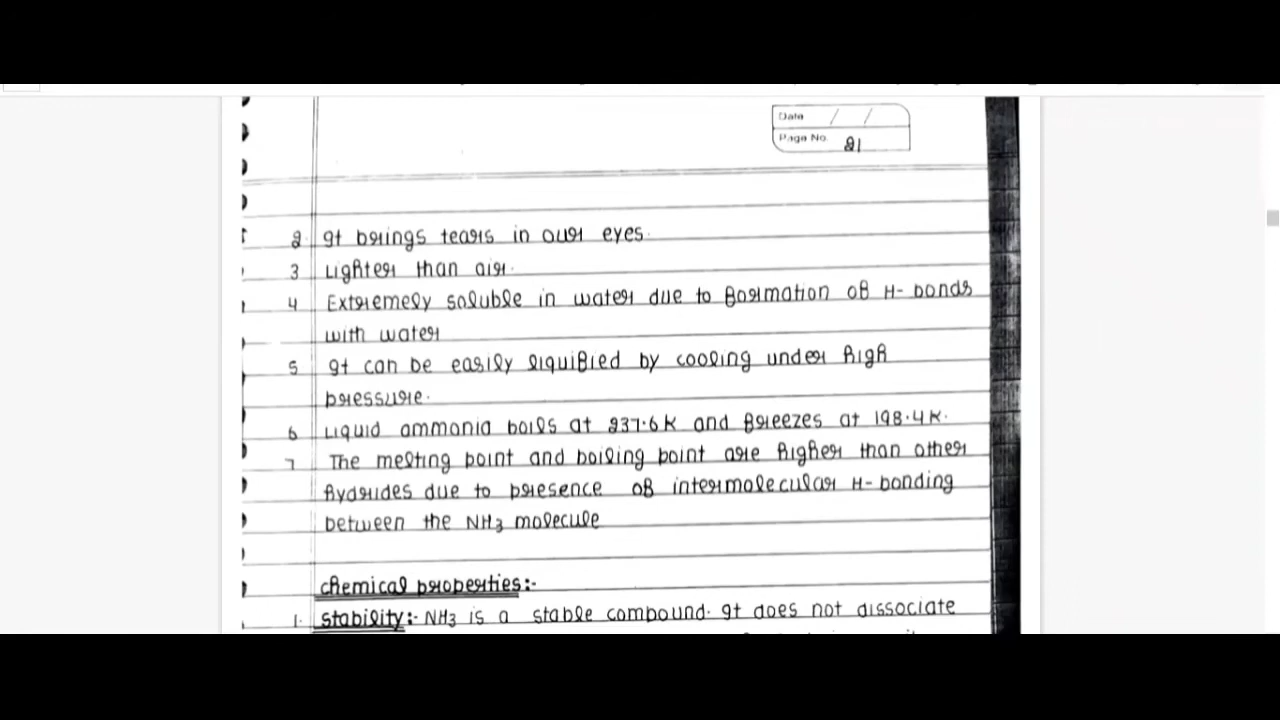 Date / /
Page No. 21
2. It brings tears in our eyes.
3 Lighter than air.
4 Extremely soluble in water due to formation of H-bonds
with water
5 It can be easily liquified by cooling under high
pressure.
6 Liquid ammonia boils at 237.6K and freezes at 198.4K.
7 The melting point and boiling point are higher than other
hydrides due to presence of intermolecular H-bonding
between the NH3 molecule
chemical properties:-
1. stability:- NH3 is a stable compound. It does not dissociate